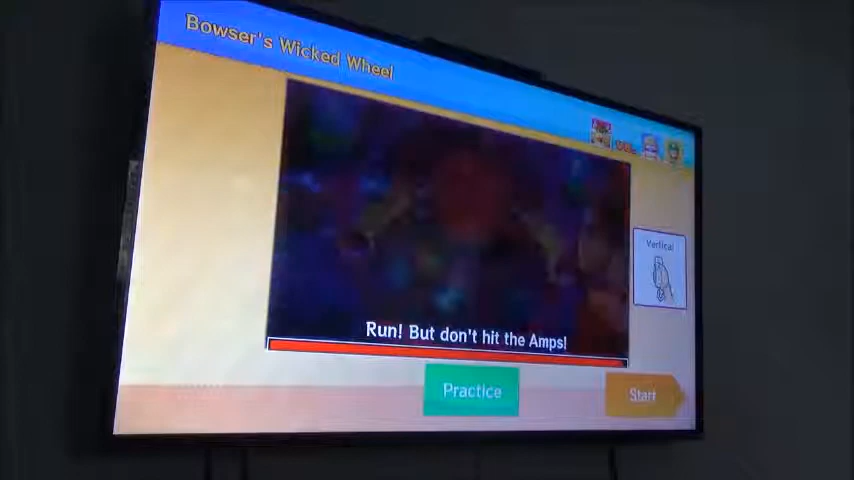 Bowser's Wicked Wheel
Vertical
Run! But don't hit the Amps!
Practice
Start